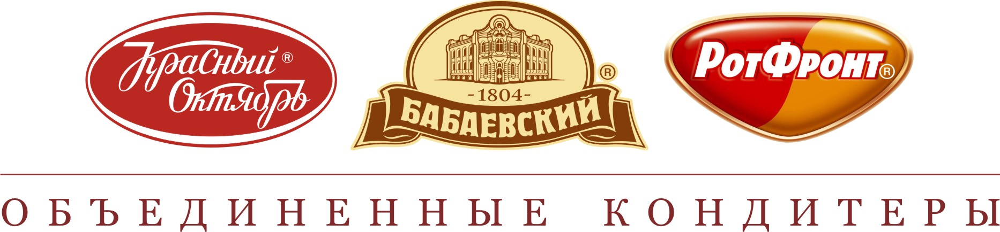 Красный ®
Октябрь
-1804-
БАБАЕВСКИЙ ®
РотФронт ®
ОБЪЕДИНЕННЫЕ КОНДИТЕРЫ